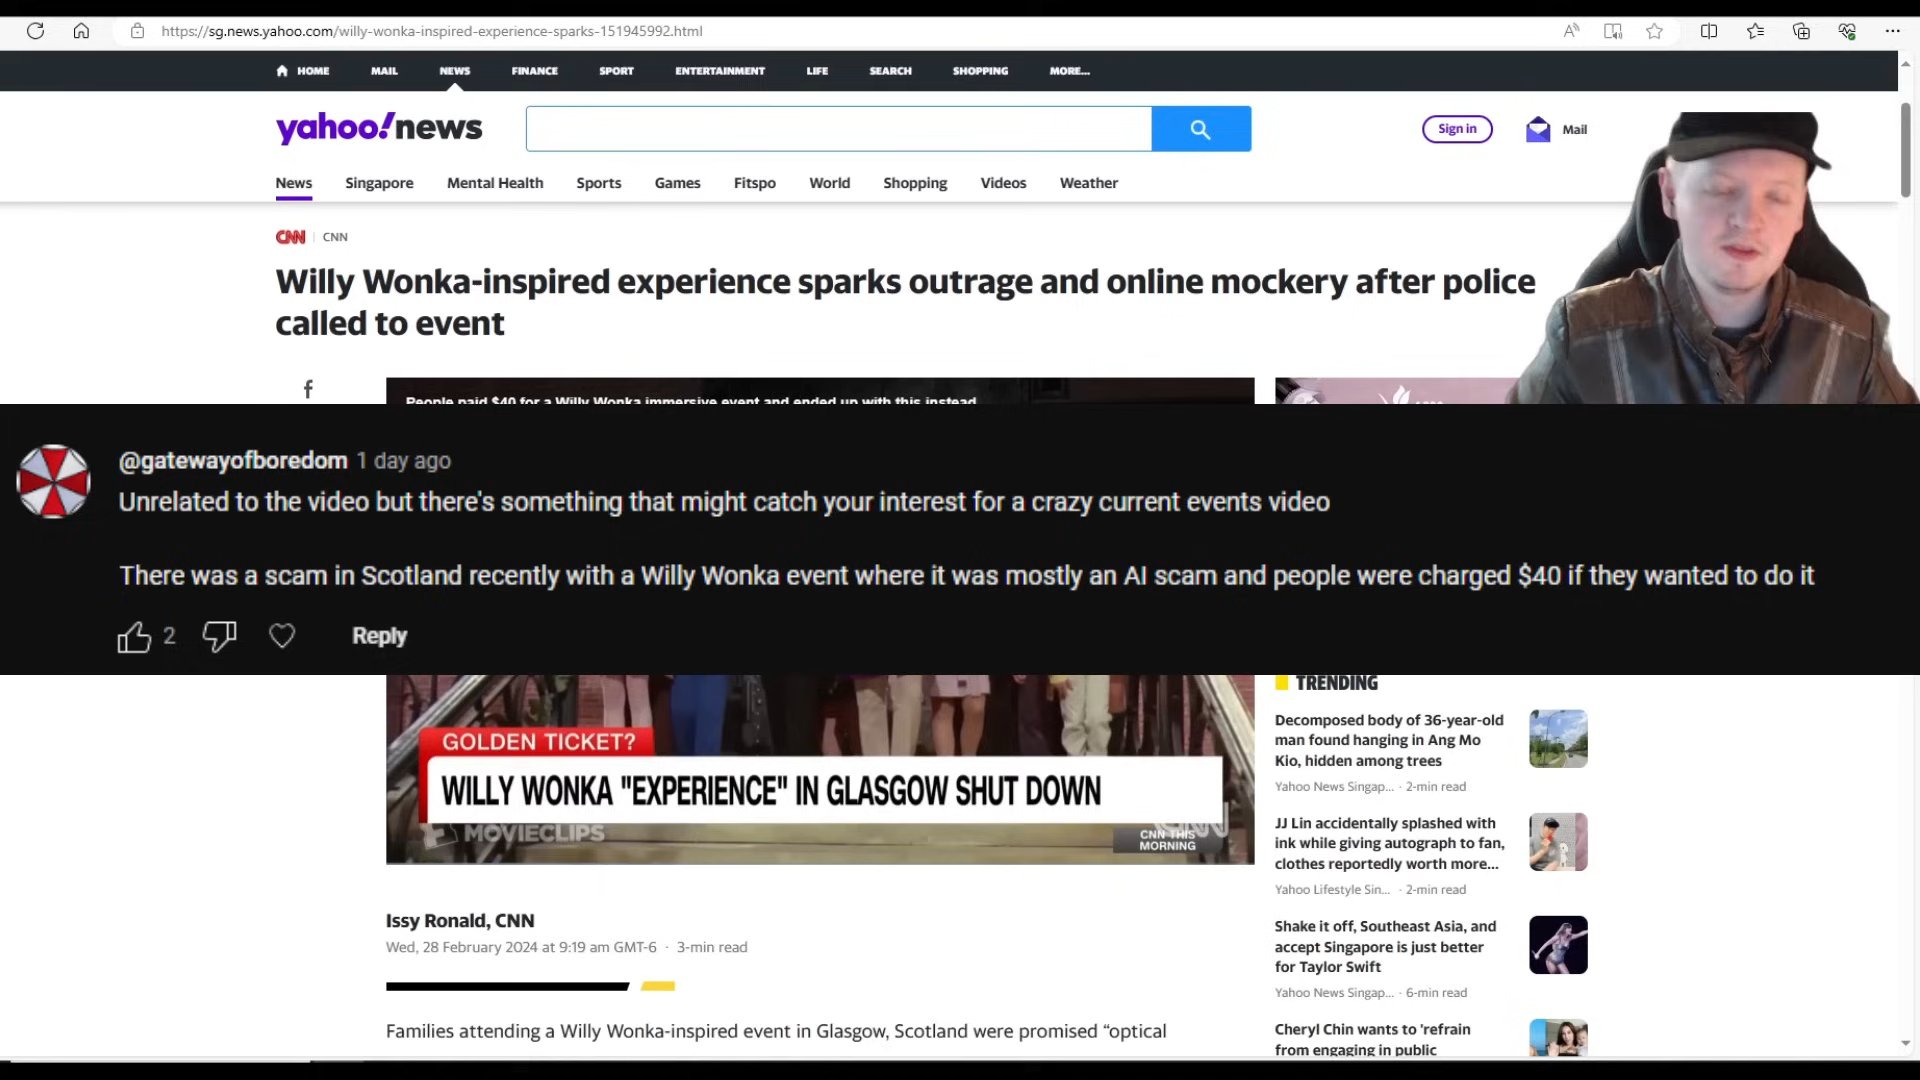 https://sg.news.yahoo.com/willy-wonka-inspired-experience-sparks-151945992.html
HOME MAIL NEWS FINANCE SPORT ENTERTAINMENT LIFE SEARCH SHOPPING MORE...
yahoo!news
Sign in
Mail
News Singapore Mental Health Sports Games Fitspo World Shopping Videos Weather
CNN CNN
Willy Wonka-inspired experience sparks outrage and online mockery after police
called to event
People paid $40 for a Willy Wonka immersive event and ended up with this instead
@gatewayofboredom 1 day ago
Unrelated to the video but there's something that might catch your interest for a crazy current events video
There was a scam in Scotland recently with a Willy Wonka event where it was mostly an AI scam and people were charged $40 if they wanted to do it
2 Reply
GOLDEN TICKET?
WILLY WONKA "EXPERIENCE" IN GLASGOW SHUT DOWN
MOVIECLIPS
CNN
CNN THIS
MORNING
Issy Ronald, CNN
Wed, 28 February 2024 at 9:19 am GMT-6 · 3-min read
Families attending a Willy Wonka-inspired event in Glasgow, Scotland were promised “optical
TRENDING
Decomposed body of 36-year-old
man found hanging in Ang Mo
Kio, hidden among trees
Yahoo News Singap... · 2-min read
JJ Lin accidentally splashed with
ink while giving autograph to fan,
clothes reportedly worth more...
Yahoo Lifestyle Sin... · 2-min read
Shake it off, Southeast Asia, and
accept Singapore is just better
for Taylor Swift
Yahoo News Singap... · 6-min read
Cheryl Chin wants to 'refrain
from engaging in public